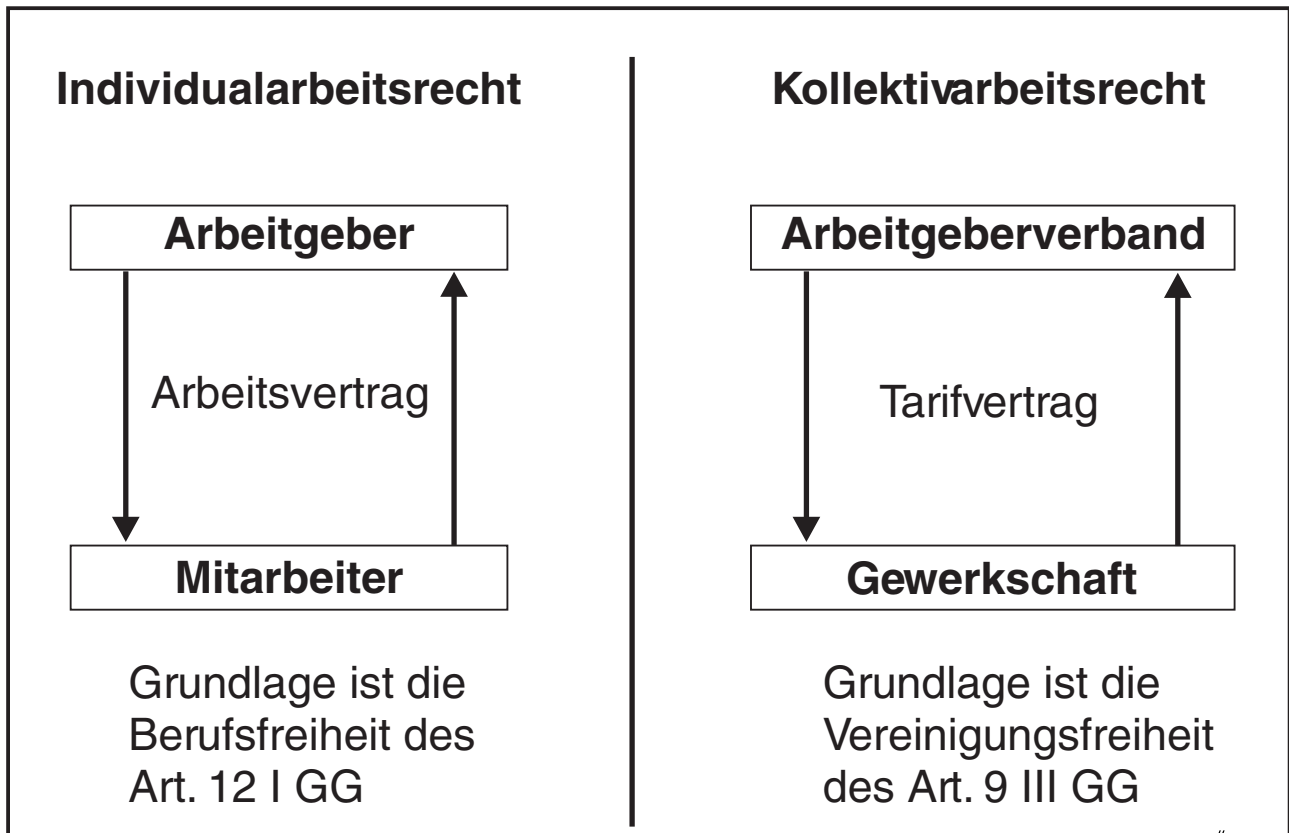 Individualarbeitsrecht
Arbeitgeber
Arbeitsvertrag
Mitarbeiter
Grundlage ist die
Berufsfreiheit des
Art. 12 I GG
Kollektivarbeitsrecht
Arbeitgeberverband
Tarifvertrag
Gewerkschaft
Grundlage ist die
Vereinigungsfreiheit
des Art. 9 III GG